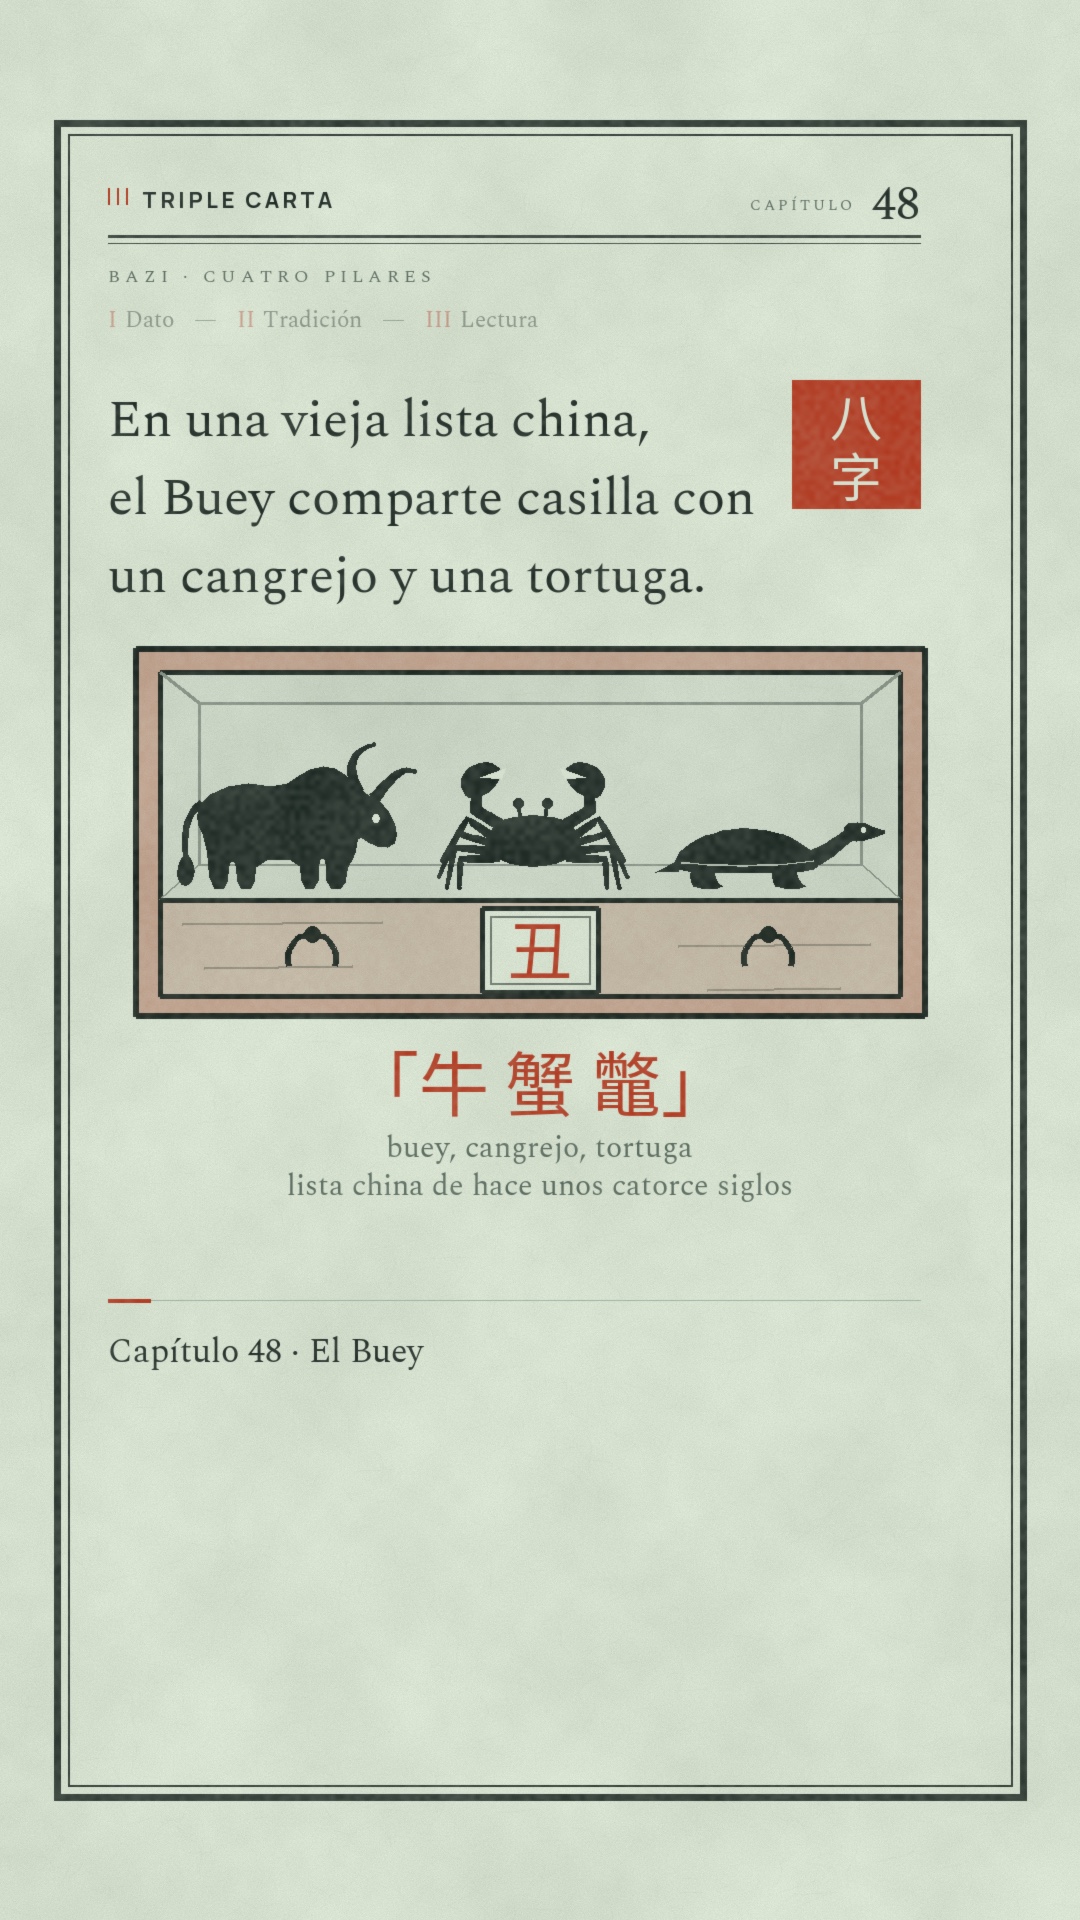 III TRIPLE CARTA
CAPÍTULO 48
BAZI · CUATRO PILARES
I Dato — II Tradición — III Lectura
En una vieja lista china,
el Buey comparte casilla con
un cangrejo y una tortuga.
八
字
丑
「牛 蟹 鼈」
buey, cangrejo, tortuga
lista china de hace unos catorce siglos
Capítulo 48 · El Buey